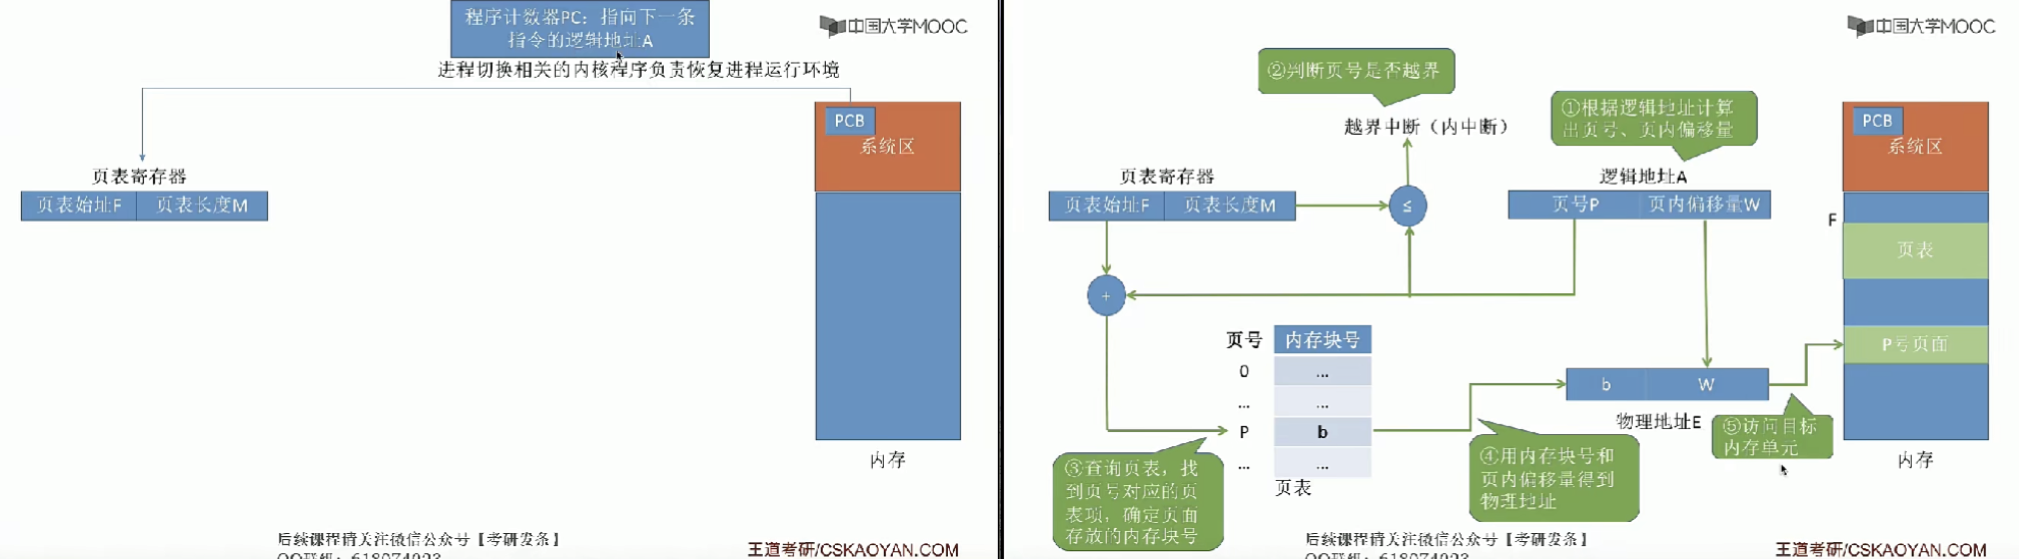 程序计数器PC：指向下一条
指令的逻辑地址A
中国大学MOOC
进程切换相关的内核程序负责恢复进程运行环境
PCB
系统区
页表寄存器
页表始址F
页表长度M
内存
后续课程请关注微信公众号【考研发条】
王道考研/CSKAOYAN.COM
中国大学MOOC
②判断页号是否越界
①根据逻辑地址计算
出页号、页内偏移量
越界中断（内中断）
PCB
系统区
页表寄存器
页表始址F
页表长度M
≤
逻辑地址A
页号P
页内偏移量W
F
页表
+
页号
内存块号
0
...
...
...
P
b
...
...
页表
P号页面
b
W
物理地址E
③查询页表，找
到页号对应的页
表项，确定页面
存放的内存块号
④用内存块号和
页内偏移量得到
物理地址
⑤访问目标
内存单元
内存
后续课程请关注微信公众号【考研发条】
王道考研/CSKAOYAN.COM